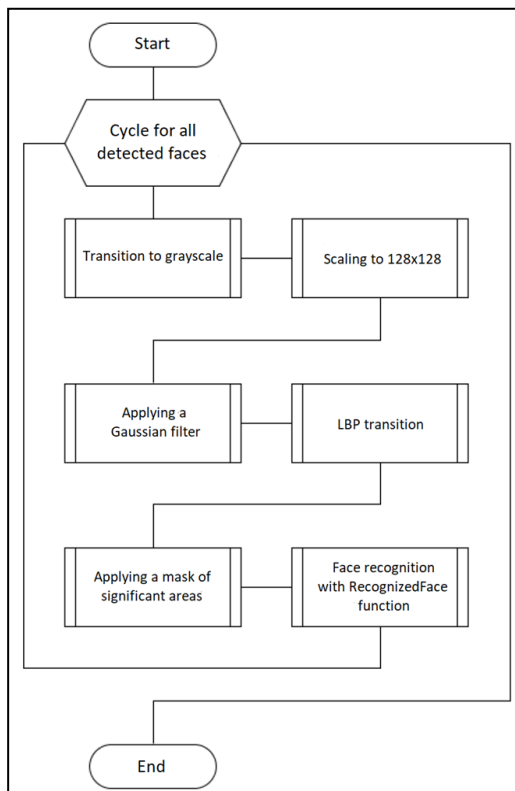 Start
Cycle for all
detected faces
Transition to grayscale
Scaling to 128x128
Applying a
Gaussian filter
LBP transition
Applying a mask of
significant areas
Face recognition
with RecognizedFace
function
End